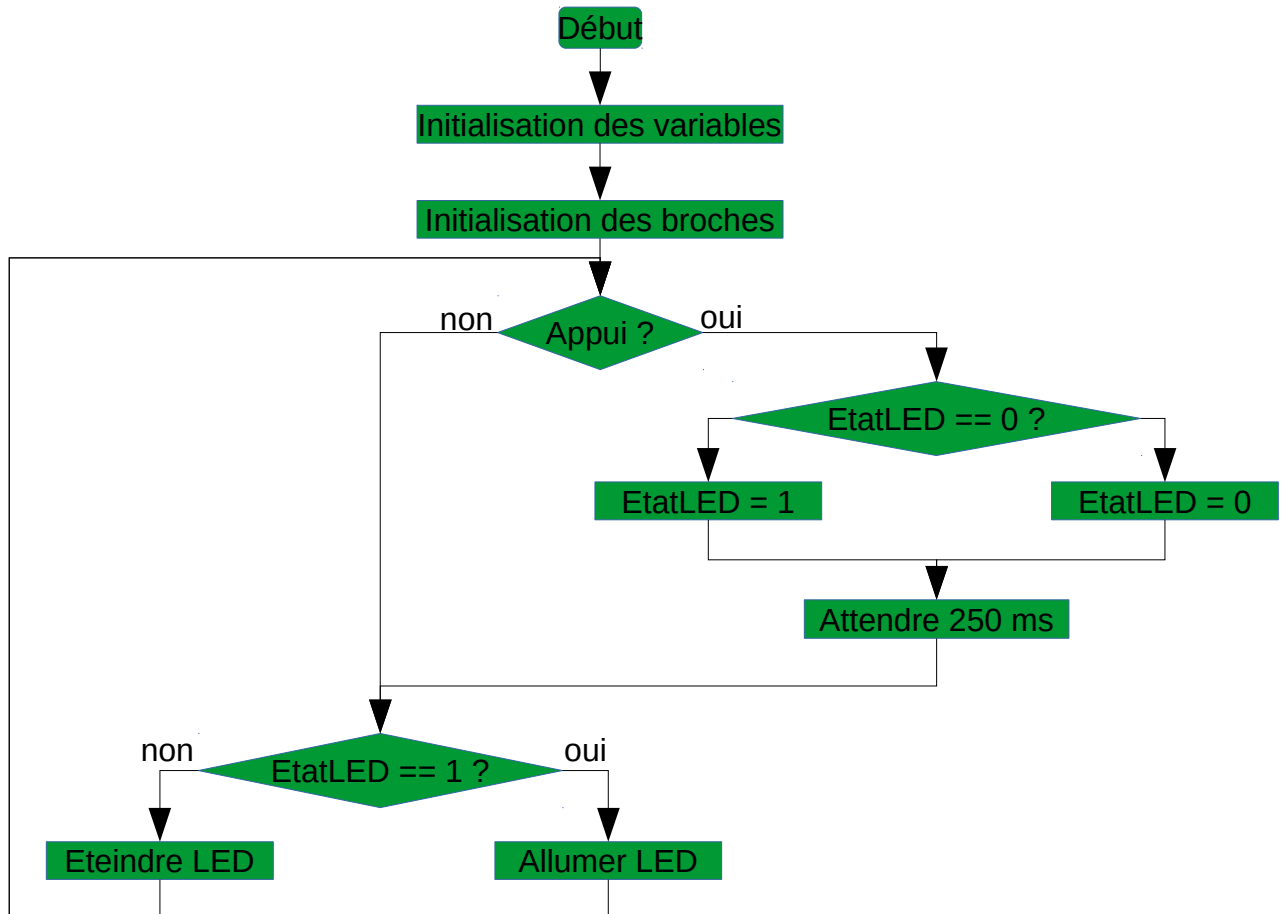 Début
Initialisation des variables
Initialisation des broches
non
Appui ?
oui
EtatLED == 0 ?
EtatLED = 1
EtatLED = 0
Attendre 250 ms
non
EtatLED == 1 ?
oui
Eteindre LED
Allumer LED